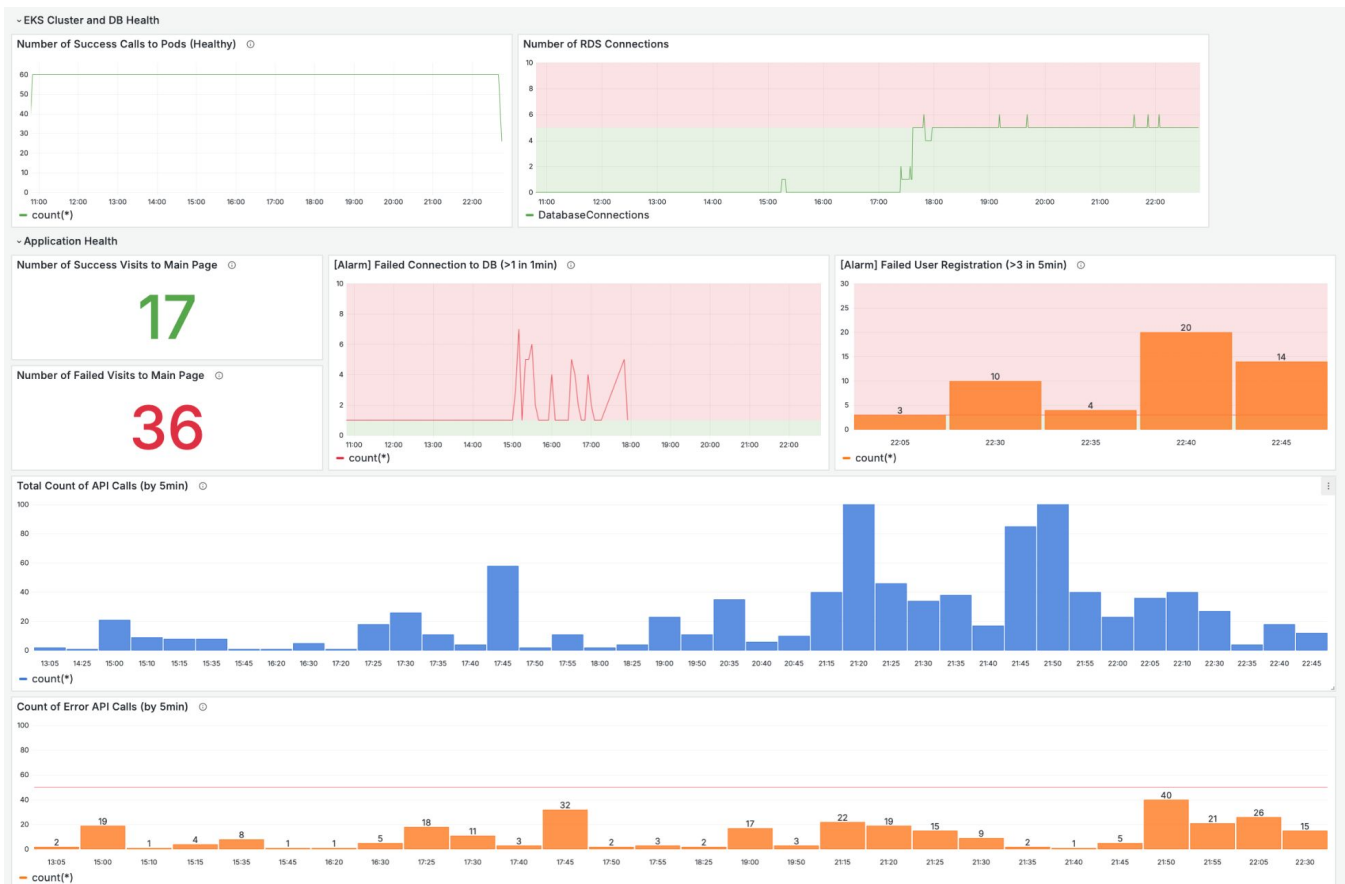 EKS Cluster and DB Health
Number of Success Calls to Pods (Healthy)
60
50
40
30
20
10
0
11:00 12:00 13:00 14:00 15:00 16:00 17:00 18:00 19:00 20:00 21:00 22:00
count(*)
Number of RDS Connections
10
8
6
4
2
0
11:00 12:00 13:00 14:00 15:00 16:00 17:00 18:00 19:00 20:00 21:00 22:00
DatabaseConnections
Application Health
Number of Success Visits to Main Page
17
Number of Failed Visits to Main Page
36
[Alarm] Failed Connection to DB (>1 in 1min)
10
8
6
4
2
0
11:00 12:00 13:00 14:00 15:00 16:00 17:00 18:00 19:00 20:00 21:00 22:00
count(*)
[Alarm] Failed User Registration (>3 in 5min)
30
25
20
15
10
5
0
3 10 4 20 14
22:05 22:30 22:35 22:40 22:45
count(*)
Total Count of API Calls (by 5min)
100
80
60
40
20
0
13:05 14:25 15:00 15:10 15:15 15:35 15:45 16:20 16:30 17:20 17:25 17:30 17:35 17:40 17:45 17:50 17:55 18:00 18:25 19:00 19:50 20:35 20:40 20:45 21:15 21:20 21:25 21:30 21:35 21:40 21:45 21:50 21:55 22:00 22:05 22:10 22:30 22:35 22:40 22:45
count(*)
Count of Error API Calls (by 5min)
100
80
60
40
20
0
2 19 1 4 8 1 1 5 18 11 3 32 2 3 2 17 3 22 19 15 9 2 1 5 40 21 26 15
13:05 15:00 15:10 15:15 15:35 15:45 16:20 16:30 17:25 17:30 17:40 17:45 17:50 17:55 18:25 19:00 19:50 21:15 21:20 21:25 21:30 21:35 21:40 21:45 21:50 21:55 22:05 22:30
count(*)